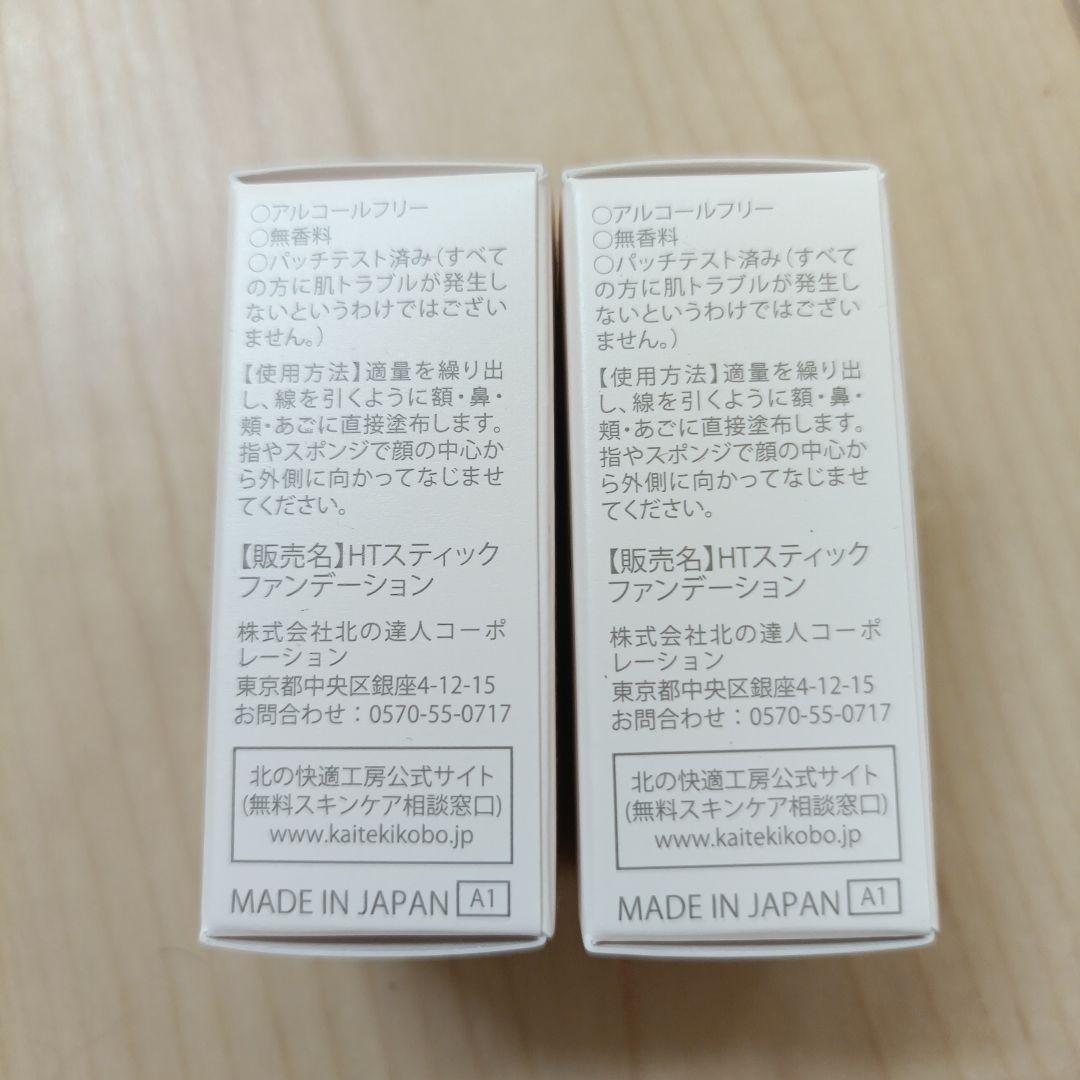 ○アルコールフリー
○無香料
○パッチテスト済み(すべて
の方に肌トラブルが発生し
ないというわけではござい
ません。)
【使用方法】適量を繰り出
し、線を引くように額・鼻・
頬・あごに直接塗布します。
指やスポンジで顔の中心か
ら外側に向かってなじませ
てください。
【販売名】HTスティック
ファンデーション
株式会社北の達人コーポ
レーション
東京都中央区銀座4-12-15
お問合わせ：0570-55-0717
北の快適工房公式サイト
(無料スキンケア相談窓口)
www.kaitekikobo.jp
MADE IN JAPAN A1
○アルコールフリー
○無香料
○パッチテスト済み(すべて
の方に肌トラブルが発生し
ないというわけではござい
ません。)
【使用方法】適量を繰り出
し、線を引くように額・鼻・
頬・あごに直接塗布します。
指やスポンジで顔の中心か
ら外側に向かってなじませ
てください。
【販売名】HTスティック
ファンデーション
株式会社北の達人コーポ
レーション
東京都中央区銀座4-12-15
お問合わせ：0570-55-0717
北の快適工房公式サイト
(無料スキンケア相談窓口)
www.kaitekikobo.jp
MADE IN JAPAN A1